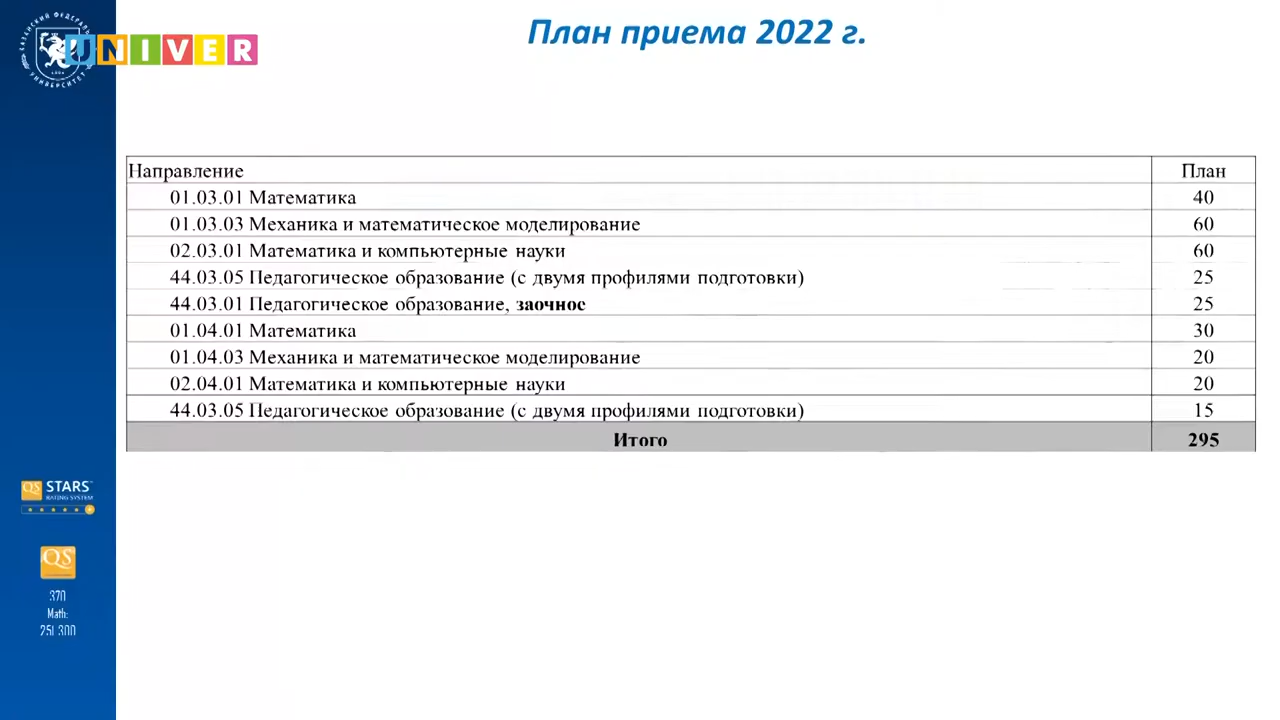 План приема 2022 г.
UNIVER
Направление План
01.03.01 Математика 40
01.03.03 Механика и математическое моделирование 60
02.03.01 Математика и компьютерные науки 60
44.03.05 Педагогическое образование (с двумя профилями подготовки) 25
44.03.01 Педагогическое образование, заочное 25
01.04.01 Математика 30
01.04.03 Механика и математическое моделирование 20
02.04.01 Математика и компьютерные науки 20
44.03.05 Педагогическое образование (с двумя профилями подготовки) 15
Итого 295
QS STARS
RATING SYSTEM
QS
370
Math:
251 300